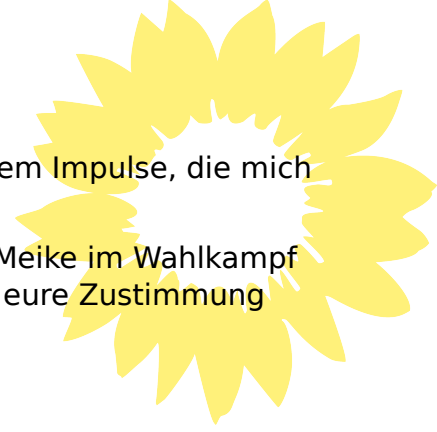 em Impulse, die mich
Meike im Wahlkampf
eure Zustimmung